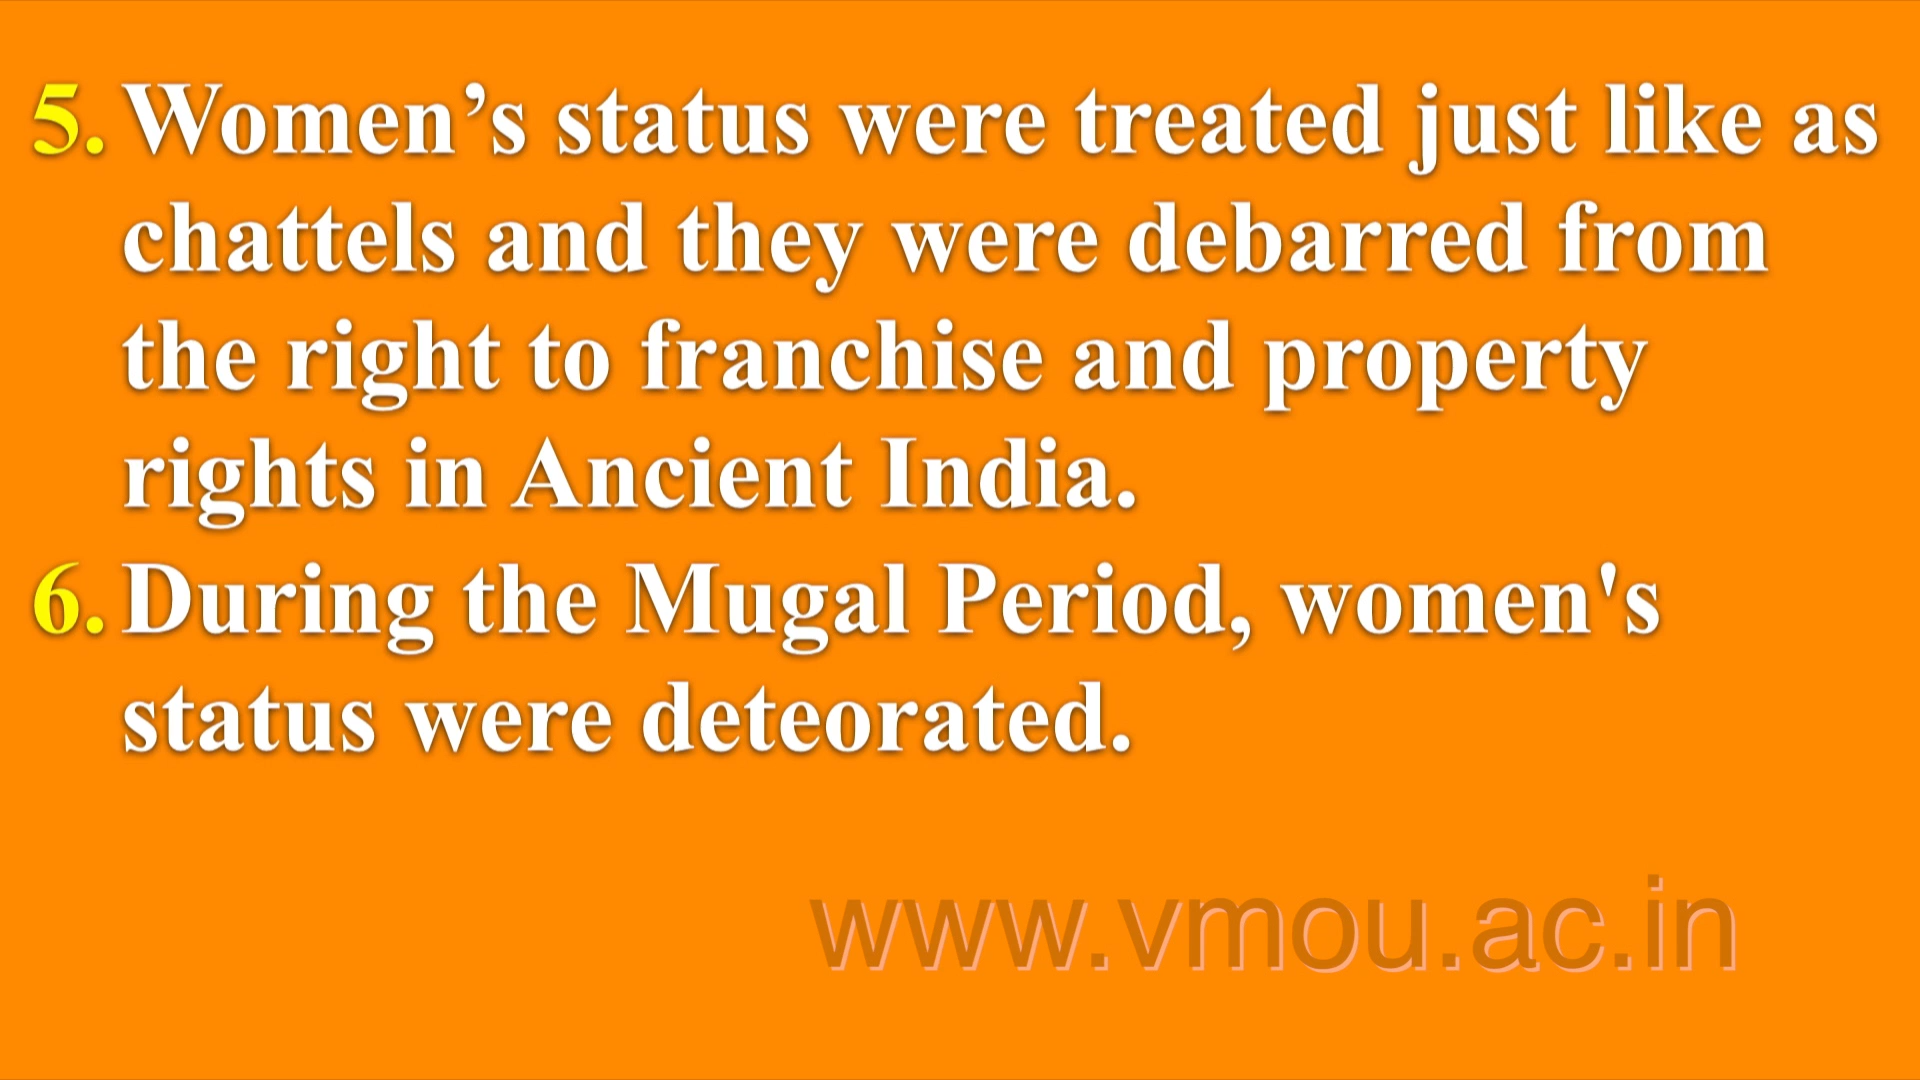 5. Women’s status were treated just like as
chattels and they were debarred from
the right to franchise and property
rights in Ancient India.
6. During the Mugal Period, women's
status were deteorated.
www.vmou.ac.in